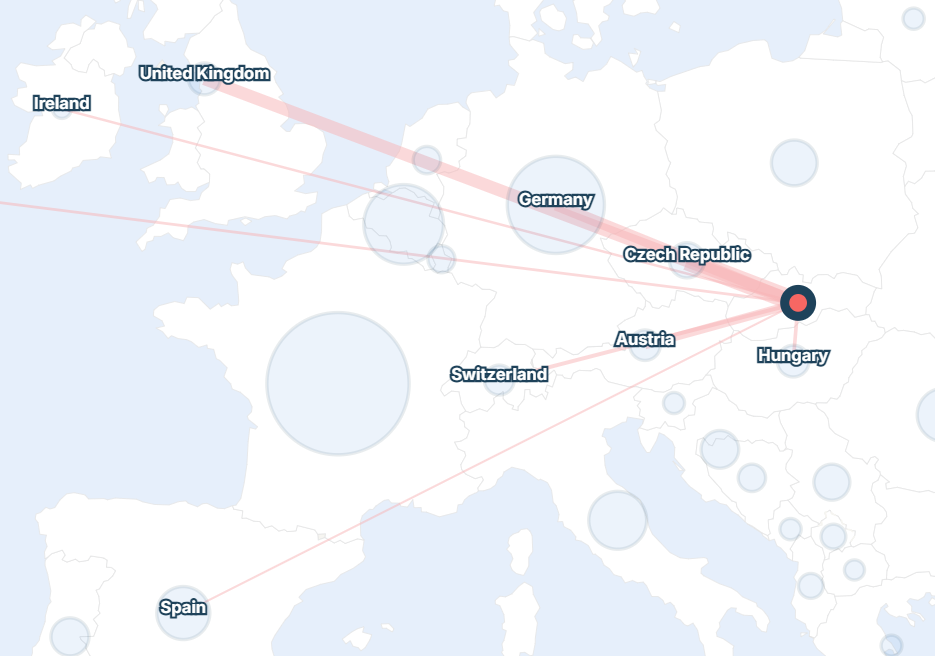 United Kingdom
Ireland
Germany
Czech Republic
Austria
Hungary
Switzerland
Spain